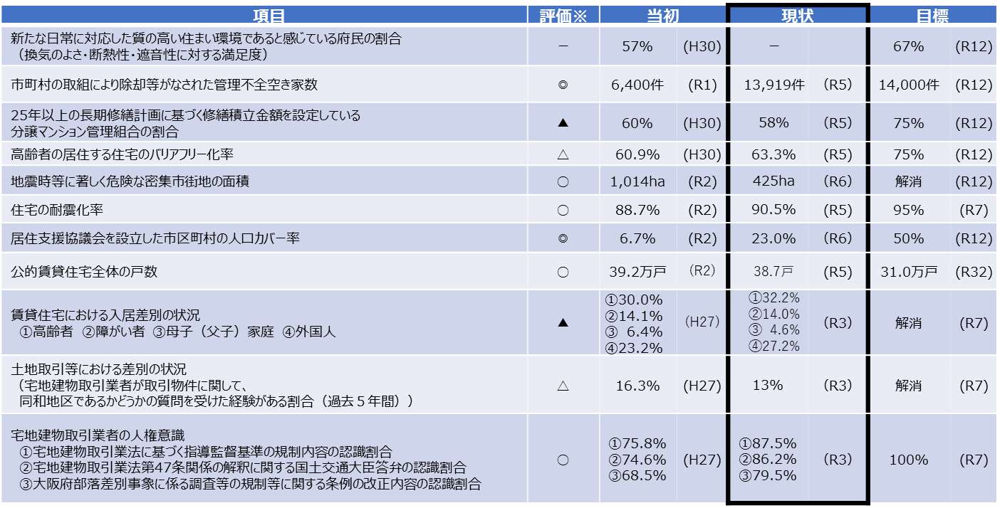 項目 評価※ 当初 現状 目標
新たな日常に対応した質の高い住まい環境であると感じている府民の割合
（換気のよさ・断熱性・遮音性に対する満足度） － 57% (H30) － 67% (R12)
市町村の取組により除却等がなされた管理不全空き家数 ◎ 6,400件 (R1) 13,919件 (R5) 14,000件 (R12)
25年以上の長期修繕計画に基づく修繕積立金額を設定している
分譲マンション管理組合の割合 ▲ 60% (H30) 58% (R5) 75% (R12)
高齢者の居住する住宅のバリアフリー化率 △ 60.9% (H30) 63.3% (R5) 75% (R12)
地震時等に著しく危険な密集市街地の面積 ○ 1,014ha (R2) 425ha (R6) 解消 (R12)
住宅の耐震化率 ○ 88.7% (R2) 90.5% (R5) 95% (R7)
居住支援協議会を設立した市区町村の人口カバー率 ◎ 6.7% (R2) 23.0% (R6) 50% (R12)
公的賃貸住宅全体の戸数 ○ 39.2万戸 (R2) 38.7戸 (R5) 31.0万戸 (R32)
賃貸住宅における入居差別の状況
①高齢者 ②障がい者 ③母子（父子）家庭 ④外国人 ▲
①30.0%
②14.1%
③ 6.4%
④23.2%
(H27)
①32.2%
②14.0%
③ 4.6%
④27.2%
(R3) 解消 (R7)
土地取引等における差別の状況
（宅地建物取引業者が取引物件に関して、
同和地区であるかどうかの質問を受けた経験がある割合（過去５年間）） △ 16.3% (H27) 13% (R3) 解消 (R7)
宅地建物取引業者の人権意識
①宅地建物取引業法に基づく指導監督基準の規制内容の認識割合
②宅地建物取引業法第47条関係の解釈に関する国土交通大臣答弁の認識割合
③大阪府部落差別事象に係る調査等の規制等に関する条例の改正内容の認識割合 ○
①75.8%
②74.6%
③68.5%
(H27)
①87.5%
②86.2%
③79.5%
(R3) 100% (R7)